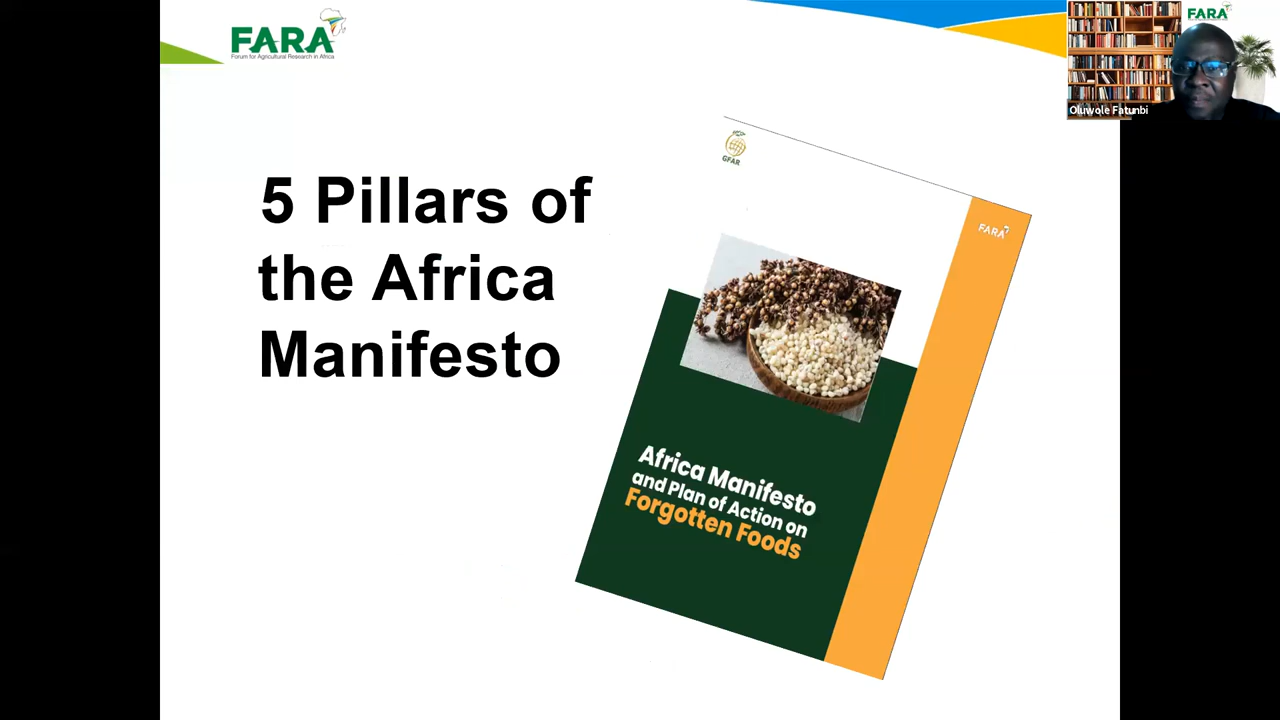 FARA
Forum for Agricultural Research in Africa
FARA
Oluwole Fatunbi
5 Pillars of
the Africa
Manifesto
GFAR
FARA
Africa Manifesto
and Plan of Action on
Forgotten Foods